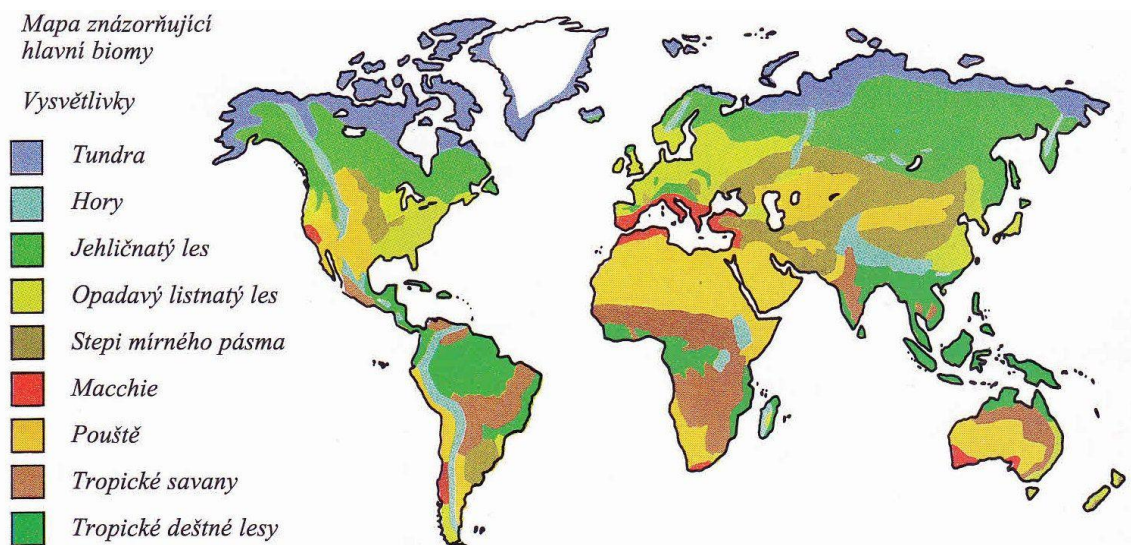 Mapa znázorňující
hlavní biomy
Vysvětlivky
Tundra
Hory
Jehličnatý les
Opadavý listnatý les
Stepi mírného pásma
Macchie
Pouště
Tropické savany
Tropické deštné lesy